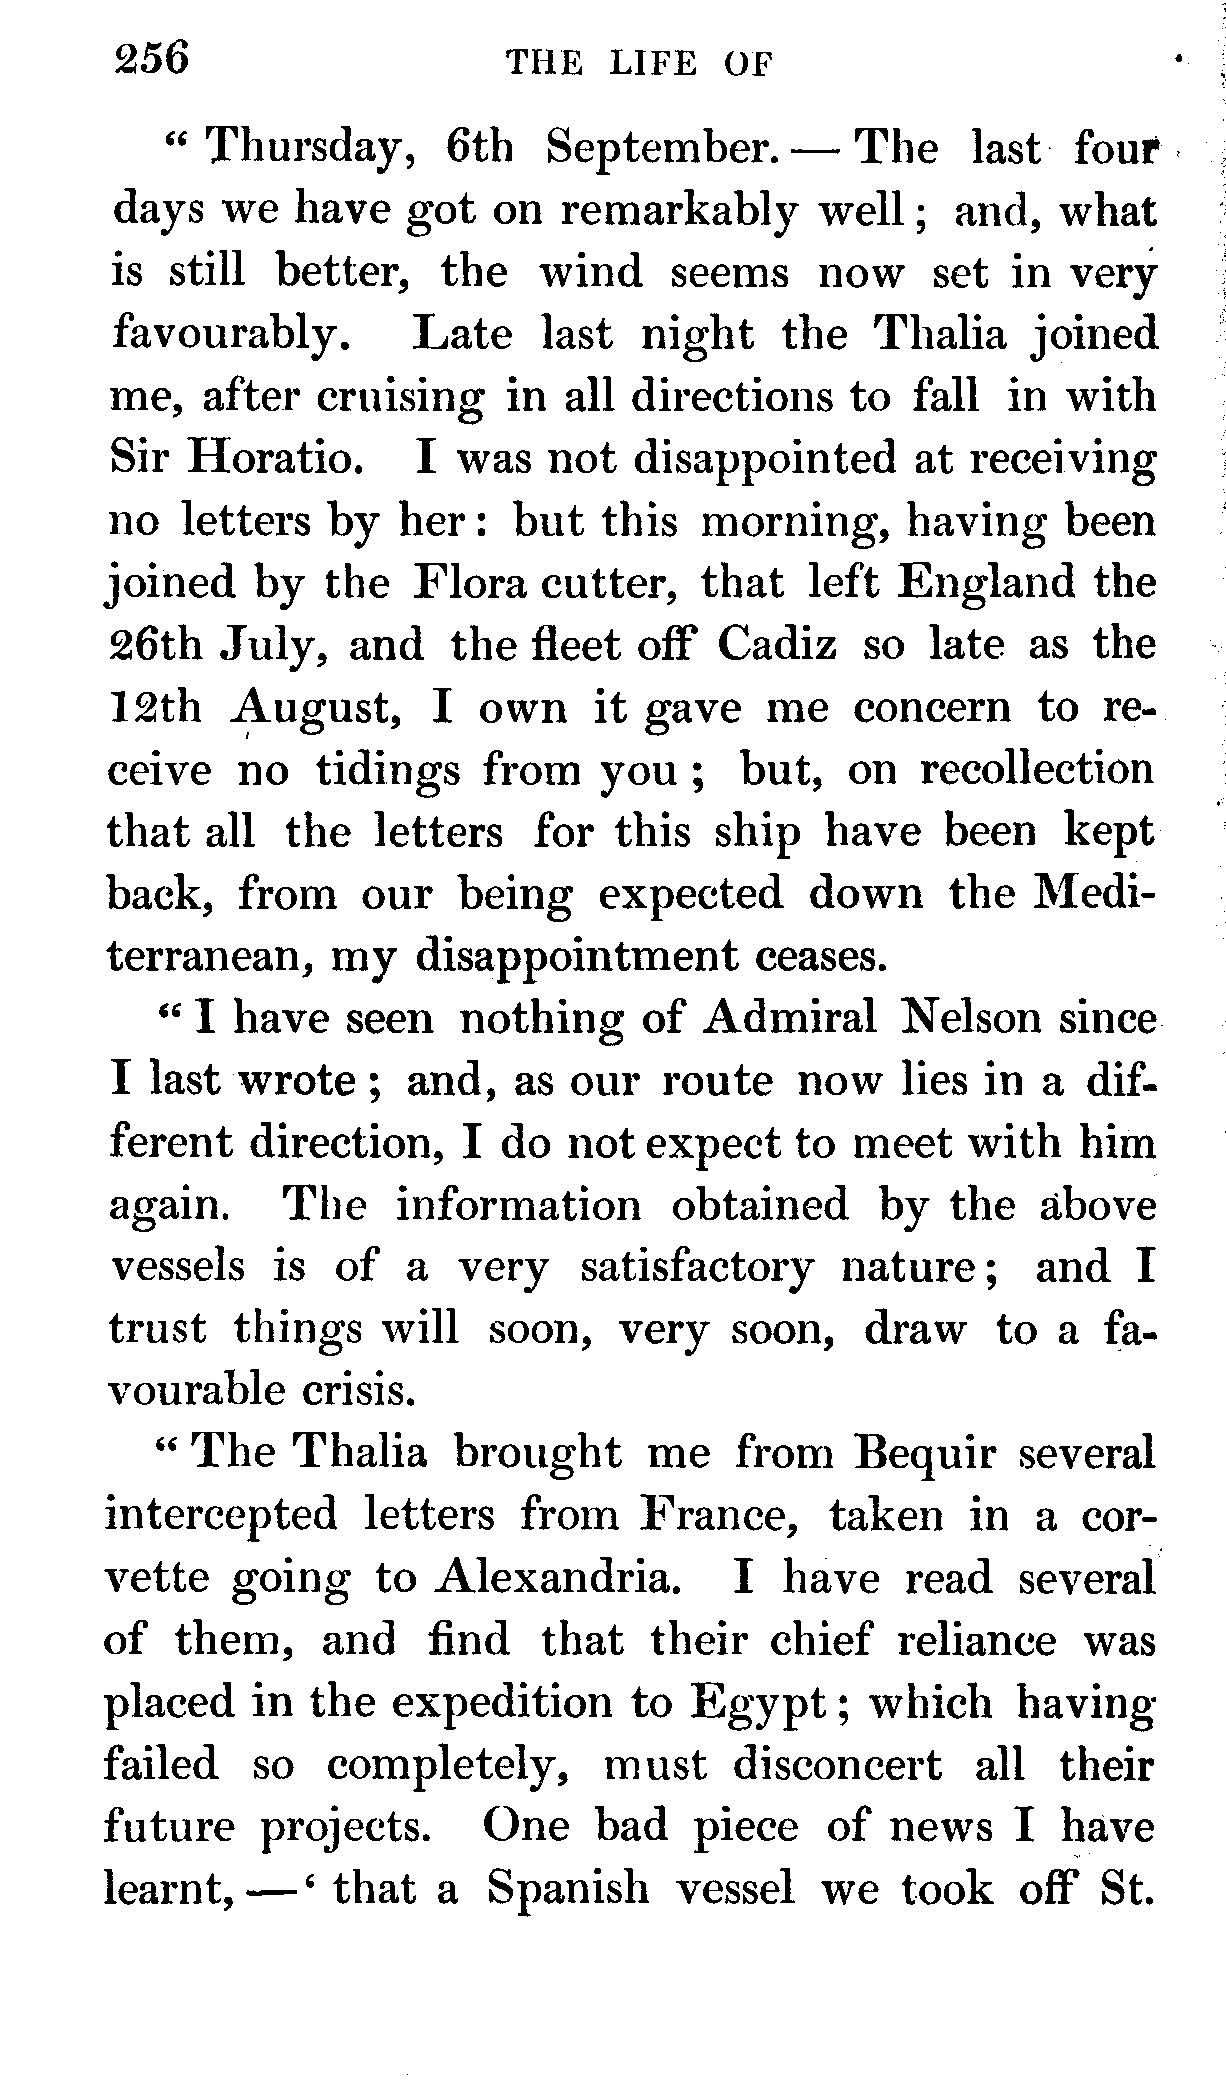 256 THE LIFE OF
“ Thursday, 6th September. — The last four
days we have got on remarkably well ; and, what
is still better, the wind seems now set in very
favourably. Late last night the Thalia joined
me, after cruising in all directions to fall in with
Sir Horatio. I was not disappointed at receiving
no letters by her : but this morning, having been
joined by the Flora cutter, that left England the
26th July, and the fleet off Cadiz so late as the
12th August, I own it gave me concern to re-
ceive no tidings from you ; but, on recollection
that all the letters for this ship have been kept
back, from our being expected down the Medi-
terranean, my disappointment ceases.
“ I have seen nothing of Admiral Nelson since
I last wrote ; and, as our route now lies in a dif-
ferent direction, I do not expect to meet with him
again. The information obtained by the above
vessels is of a very satisfactory nature ; and I
trust things will soon, very soon, draw to a fa-
vourable crisis.
“ The Thalia brought me from Bequir several
intercepted letters from France, taken in a cor-
vette going to Alexandria. I have read several
of them, and find that their chief reliance was
placed in the expedition to Egypt ; which having
failed so completely, must disconcert all their
future projects. One bad piece of news I have
learnt, — ‘ that a Spanish vessel we took off St.